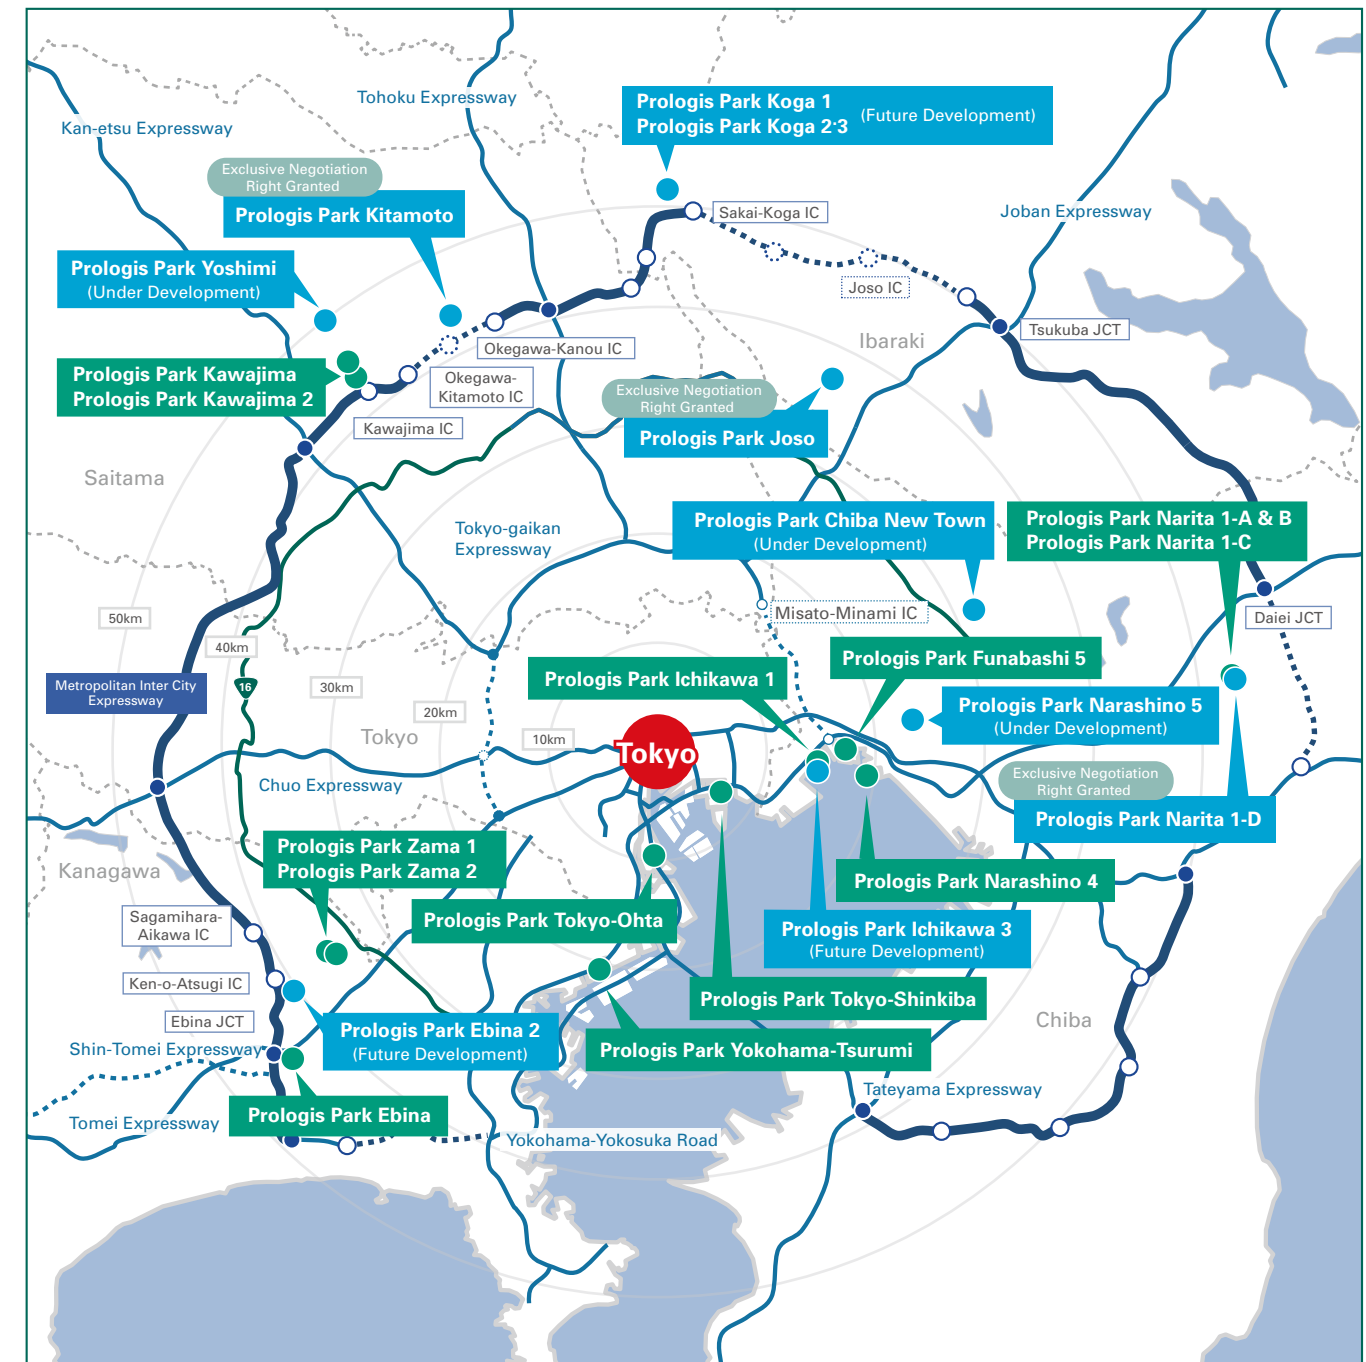 Tohoku Expressway
Kan-etsu Expressway
Prologis Park Koga 1
Prologis Park Koga 2·3
(Future Development)
Exclusive Negotiation
Right Granted
Prologis Park Kitamoto
Sakai-Koga IC
Joban Expressway
Prologis Park Yoshimi
(Under Development)
Joso IC
Tsukuba JCT
Ibaraki
Okegawa-Kanou IC
Prologis Park Kawajima
Prologis Park Kawajima 2
Okegawa-
Kitamoto IC
Exclusive Negotiation
Right Granted
Prologis Park Joso
Kawajima IC
Saitama
Tokyo-gaikan
Expressway
Prologis Park Chiba New Town
(Under Development)
Prologis Park Narita 1-A & B
Prologis Park Narita 1-C
50km
Misato-Minami IC
Daiei JCT
40km
Prologis Park Funabashi 5
Prologis Park Ichikawa 1
Metropolitan Inter City
Expressway
16
30km
20km
Prologis Park Narashino 5
(Under Development)
Tokyo
10km
Tokyo
Chuo Expressway
Exclusive Negotiation
Right Granted
Prologis Park Narita 1-D
Prologis Park Zama 1
Prologis Park Zama 2
Kanagawa
Prologis Park Narashino 4
Sagamihara-
Aikawa IC
Prologis Park Tokyo-Ohta
Prologis Park Ichikawa 3
(Future Development)
Ken-o-Atsugi IC
Prologis Park Tokyo-Shinkiba
Ebina JCT
Prologis Park Ebina 2
(Future Development)
Chiba
Shin-Tomei Expressway
Prologis Park Yokohama-Tsurumi
Tateyama Expressway
Tomei Expressway
Prologis Park Ebina
Yokohama-Yokosuka Road